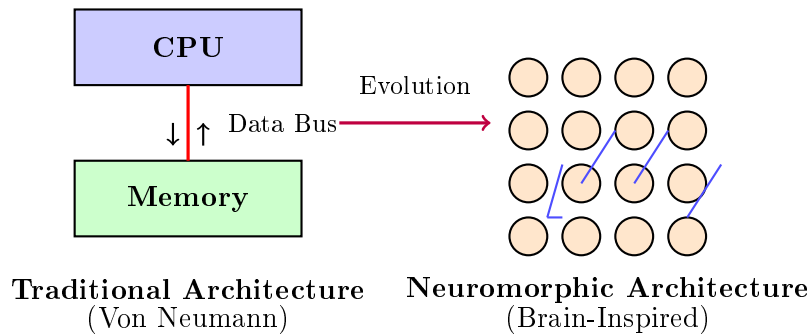 CPU
Evolution
↓ ↑ Data Bus
Memory
Traditional Architecture
(Von Neumann)
Neuromorphic Architecture
(Brain-Inspired)